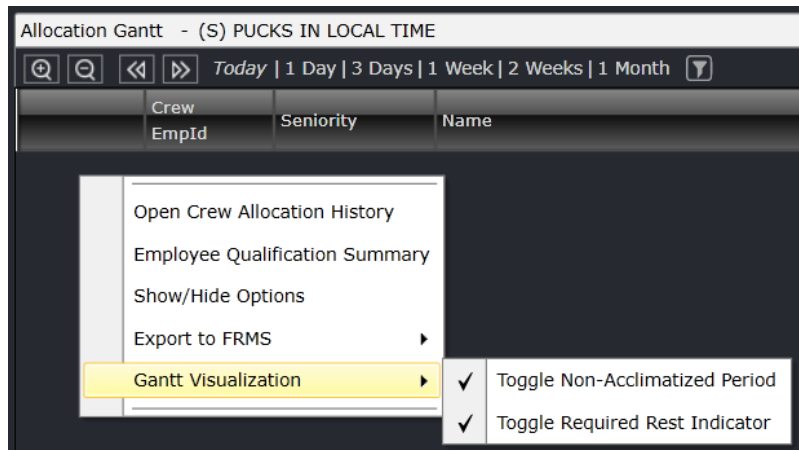 Allocation Gantt - (S) PUCKS IN LOCAL TIME
Today | 1 Day | 3 Days | 1 Week | 2 Weeks | 1 Month
Crew
EmpId
Seniority
Name
Open Crew Allocation History
Employee Qualification Summary
Show/Hide Options
Export to FRMS
Gantt Visualization
Toggle Non-Acclimatized Period
Toggle Required Rest Indicator